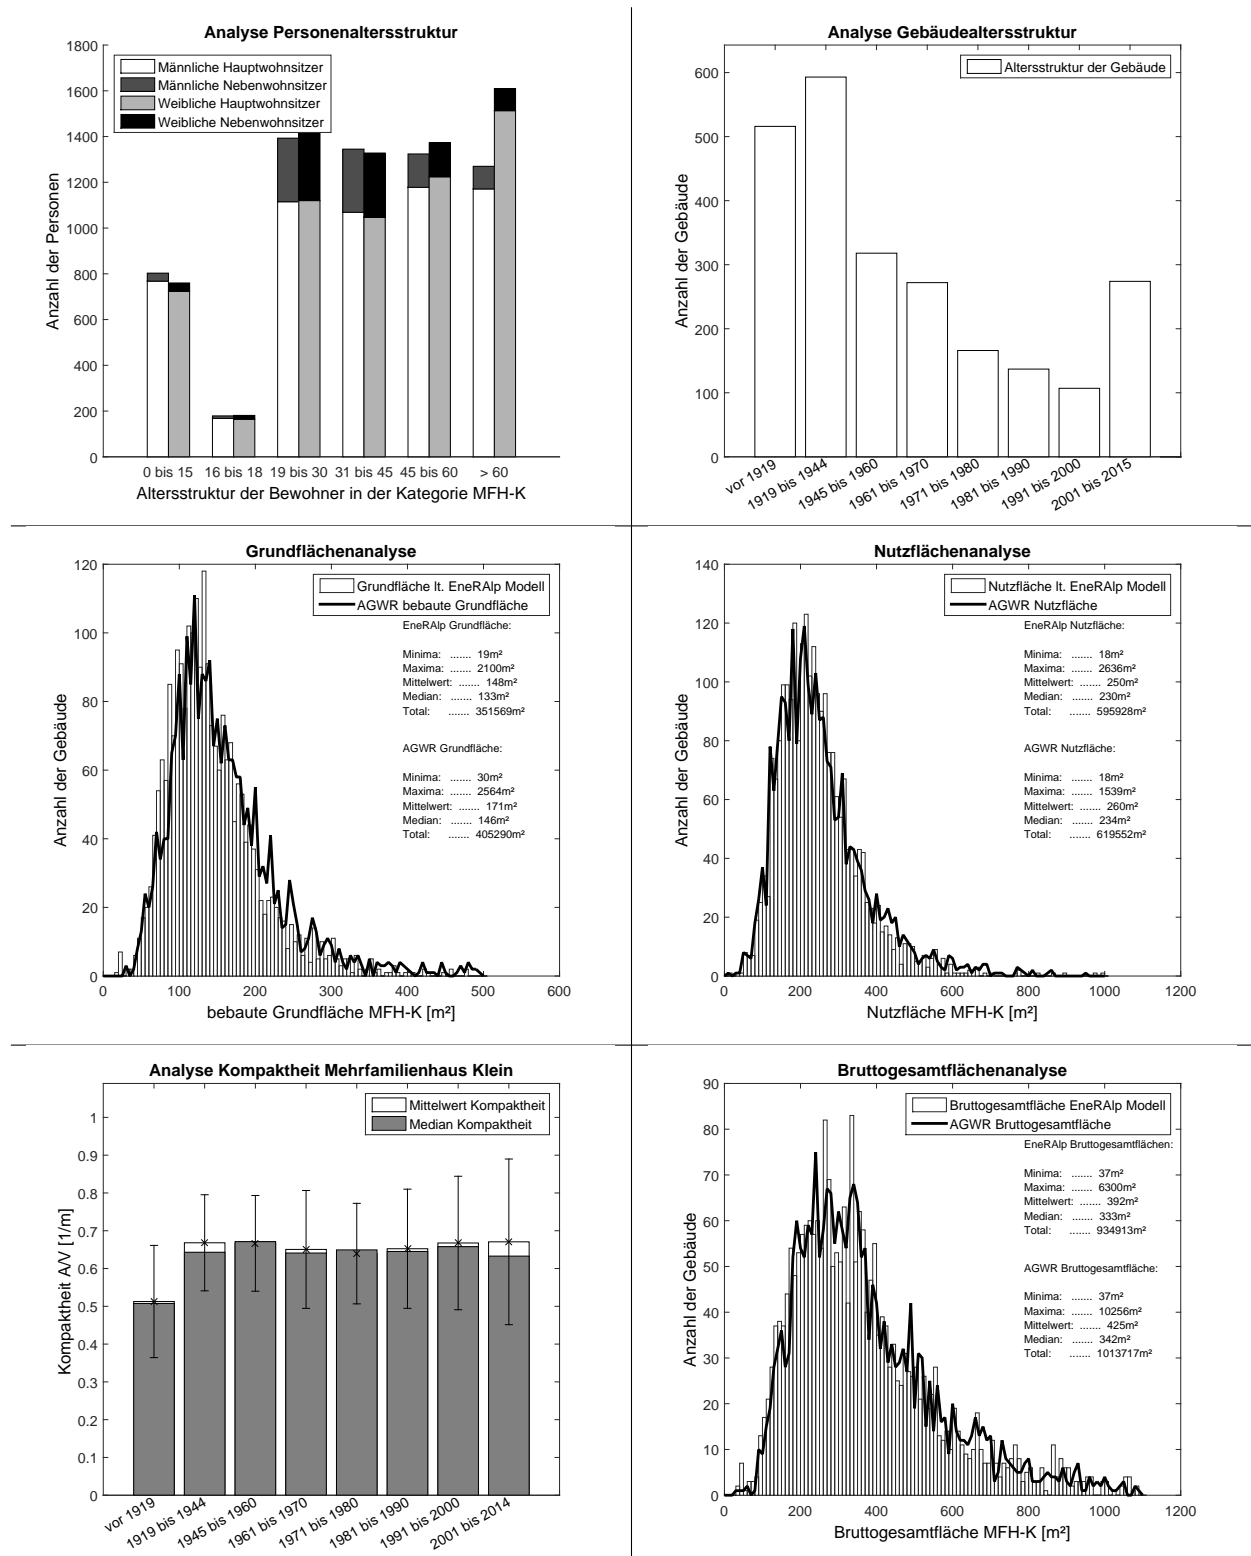 Analyse Personenaltersstruktur
1800
1600
1400
1200
1000
800
600
400
200
0
Anzahl der Personen
Männliche Hauptwohnsitzer
Männliche Nebenwohnsitzer
Weibliche Hauptwohnsitzer
Weibliche Nebenwohnsitzer
0 bis 15 16 bis 18 19 bis 30 31 bis 45 45 bis 60 > 60
Altersstruktur der Bewohner in der Kategorie MFH-K
Analyse Gebäudealtersstruktur
600
500
400
300
200
100
0
Anzahl der Gebäude
Altersstruktur der Gebäude
vor 1919
1919 bis 1944
1945 bis 1960
1961 bis 1970
1971 bis 1980
1981 bis 1990
1991 bis 2000
2001 bis 2015
Grundflächenanalyse
120
100
80
60
40
20
0
Anzahl der Gebäude
Grundfläche lt. EneRAlp Modell
AGWR bebaute Grundfläche
EneRAlp Grundfläche:
Minima: ....... 19m²
Maxima: ....... 2100m²
Mittelwert: ....... 148m²
Median: ....... 133m²
Total: ....... 351569m²
AGWR Grundfläche:
Minima: ....... 30m²
Maxima: ....... 2564m²
Mittelwert: ....... 171m²
Median: ....... 146m²
Total: ....... 405290m²
0 100 200 300 400 500 600
bebaute Grundfläche MFH-K [m²]
Nutzflächenanalyse
140
120
100
80
60
40
20
0
Anzahl der Gebäude
Nutzfläche lt. EneRAlp Modell
AGWR Nutzfläche
EneRAlp Nutzfläche:
Minima: ....... 18m²
Maxima: ....... 2636m²
Mittelwert: ....... 250m²
Median: ....... 230m²
Total: ....... 595928m²
AGWR Nutzfläche:
Minima: ....... 18m²
Maxima: ....... 1539m²
Mittelwert: ....... 260m²
Median: ....... 234m²
Total: ....... 619552m²
0 200 400 600 800 1000 1200
Nutzfläche MFH-K [m²]
Analyse Kompaktheit Mehrfamilienhaus Klein
1
0.9
0.8
0.7
0.6
0.5
0.4
0.3
0.2
0.1
0
Kompaktheit A/V [1/m]
Mittelwert Kompaktheit
Median Kompaktheit
vor 1919
1919 bis 1944
1945 bis 1960
1961 bis 1970
1971 bis 1980
1981 bis 1990
1991 bis 2000
2001 bis 2014
Bruttogesamtflächenanalyse
90
80
70
60
50
40
30
20
10
0
Anzahl der Gebäude
Bruttogesamtfläche EneRAlp Modell
AGWR Bruttogesamtfläche
EneRAlp Bruttogesamtflächen:
Minima: ....... 37m²
Maxima: ....... 6300m²
Mittelwert: ....... 392m²
Median: ....... 333m²
Total: ....... 934913m²
AGWR Bruttogesamtfläche:
Minima: ....... 37m²
Maxima: ....... 10256m²
Mittelwert: ....... 425m²
Median: ....... 342m²
Total: ....... 1013717m²
0 200 400 600 800 1000 1200
Bruttogesamtfläche MFH-K [m²]